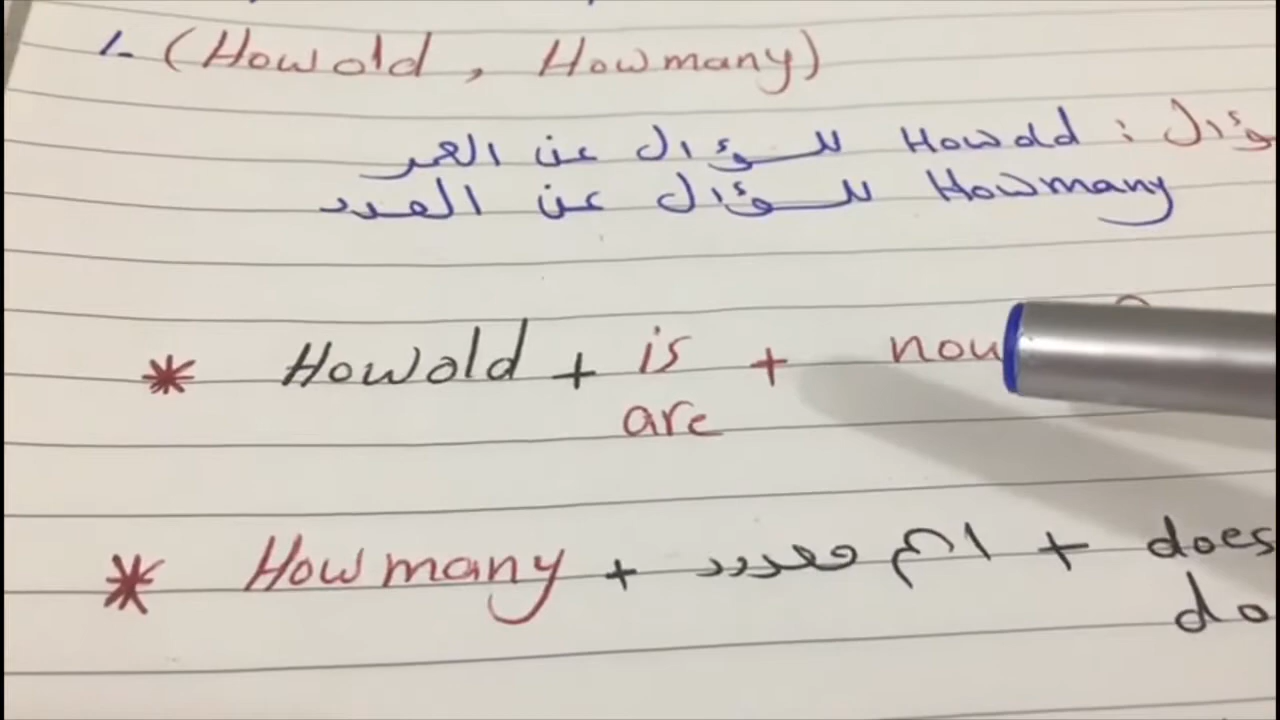 1- (How old , How many)
How old للسؤال عن العمر
How many للسؤال عن العدد
* How old + is + nou
are
* How many + اسم معدود + does
do